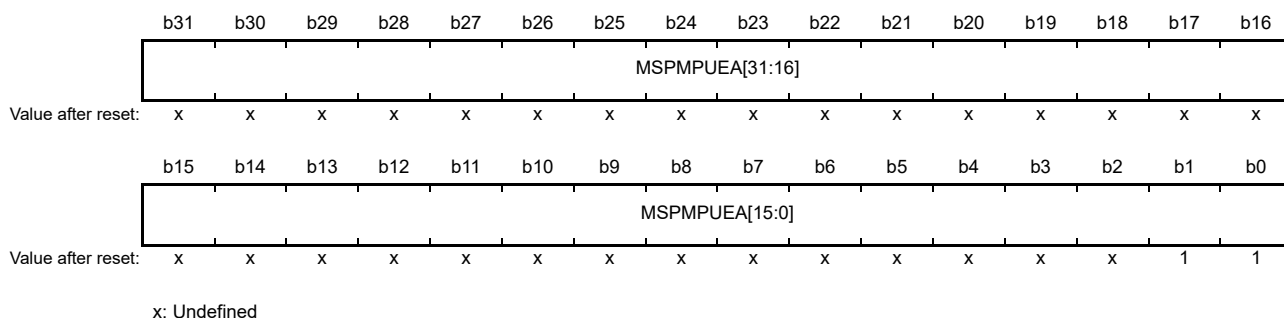 b31 b30 b29 b28 b27 b26 b25 b24 b23 b22 b21 b20 b19 b18 b17 b16
MSPMPUEA[31:16]
Value after reset: x x x x x x x x x x x x x x x x
b15 b14 b13 b12 b11 b10 b9 b8 b7 b6 b5 b4 b3 b2 b1 b0
MSPMPUEA[15:0]
Value after reset: x x x x x x x x x x x x x x 1 1
x: Undefined